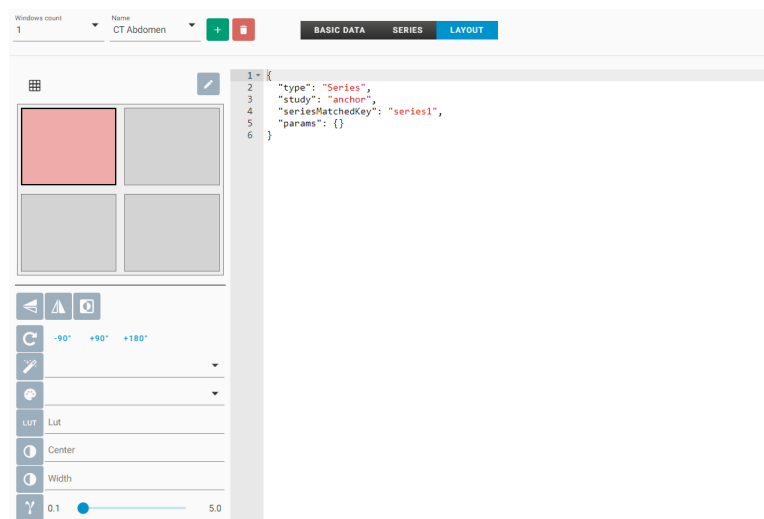 Windows count
1
Name
CT Abdomen
+
BASIC DATA SERIES LAYOUT
1 {
2 "type": "Series",
3 "study": "anchor",
4 "seriesMatchedKey": "series1",
5 "params": {}
6 }
-90° +90° +180°
LUT Lut
Center
Width
0.1 5.0